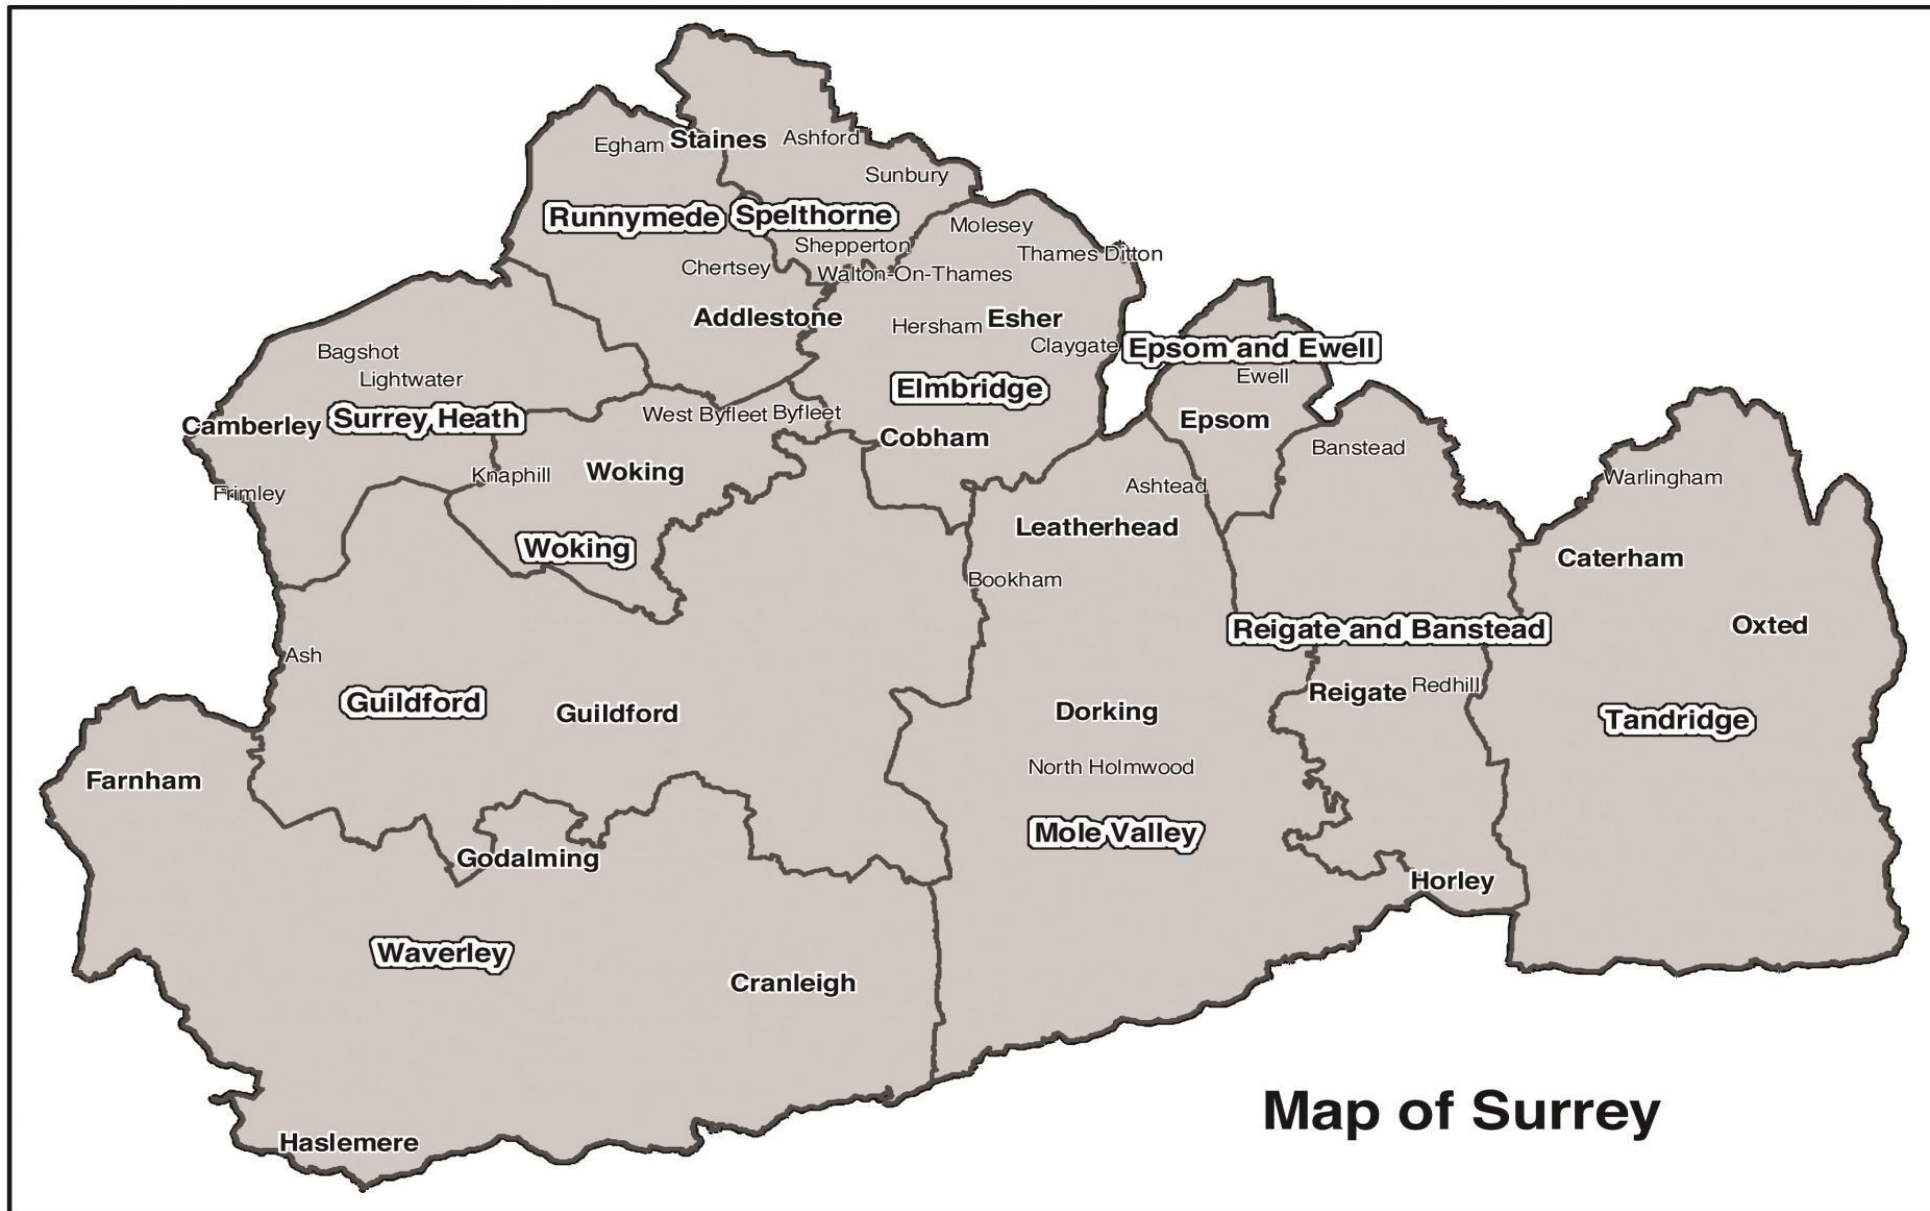 Egham
Staines
Ashford
Sunbury
Runnymede
Spelthorne
Molesey
Shepperton
Thames Ditton
Chertsey
Walton-On-Thames
Addlestone
Hersham
Esher
Claygate
Epsom and Ewell
Bagshot
Lightwater
Ewell
Elmbridge
Camberley
Surrey Heath
West Byfleet
Byfleet
Epsom
Cobham
Banstead
Knaphill
Woking
Frimley
Ashtead
Warlingham
Leatherhead
Woking
Caterham
Bookham
Reigate and Banstead
Oxted
Ash
Guildford
Guildford
Dorking
Reigate
Redhill
Tandridge
North Holmwood
Farnham
Mole Valley
Godalming
Horley
Waverley
Cranleigh
Map of Surrey
Haslemere